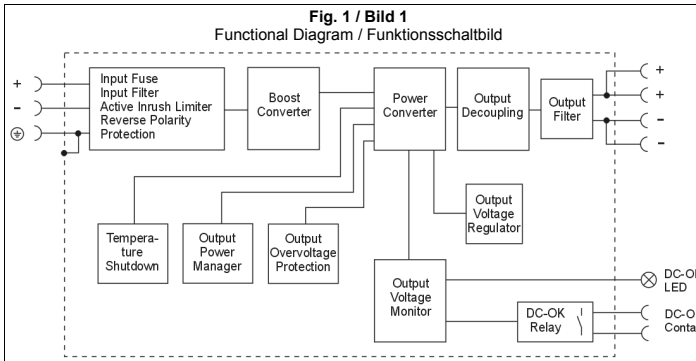 Fig. 1 / Bild 1
Functional Diagram / Funktionsschaltbild
+
-
Input Fuse
Input Filter
Active Inrush Limiter
Reverse Polarity
Protection
Boost
Converter
Power
Converter
Output
Decoupling
Output
Filter
+
+
-
-
Tempera-
ture
Shutdown
Output
Power
Manager
Output
Overvoltage
Protection
Output
Voltage
Regulator
Output
Voltage
Monitor
DC-OK
Relay
LED